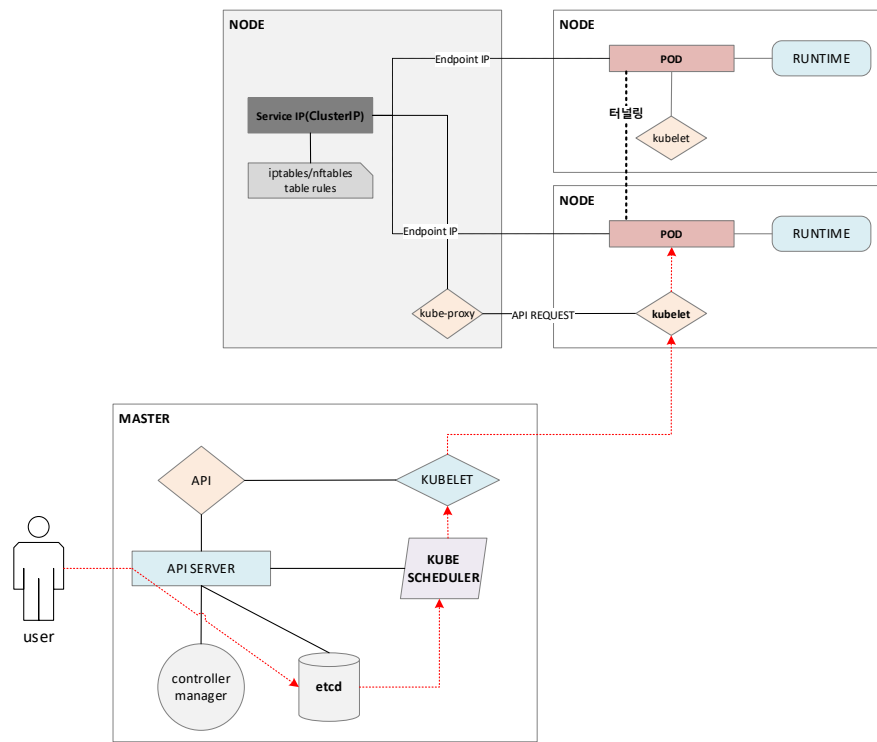 NODE
NODE
Endpoint IP
POD
RUNTIME
Service IP(ClusterIP)
터널링
kubelet
iptables/nftables
table rules
NODE
Endpoint IP
POD
RUNTIME
kube-proxy
API REQUEST
kubelet
MASTER
API
KUBELET
API SERVER
KUBE
SCHEDULER
user
controller
manager
etcd